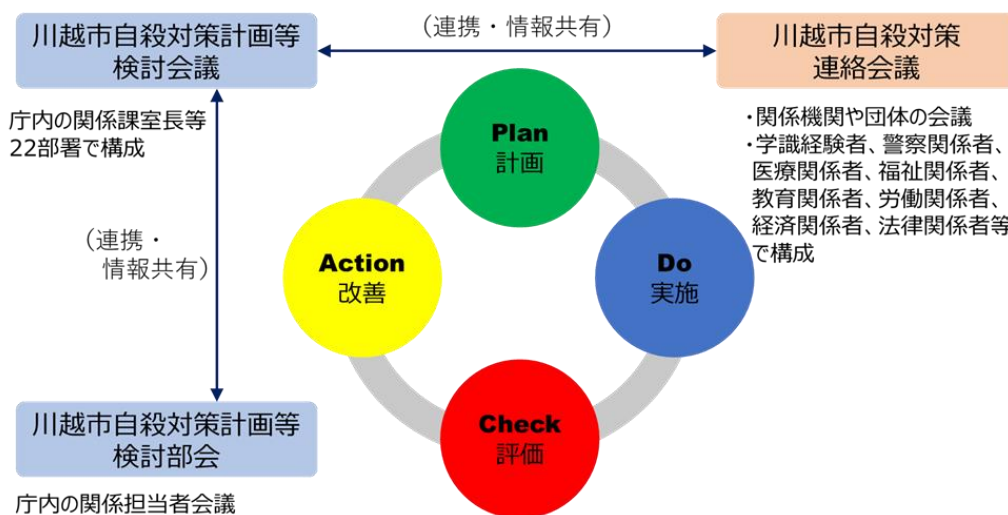 川越市自殺対策計画等
検討会議
(連携・情報共有)
川越市自殺対策
連絡会議
庁内の関係課室長等
22部署で構成
・関係機関や団体の会議
・学識経験者、警察関係者、
医療関係者、福祉関係者、
教育関係者、労働関係者、
経済関係者、法律関係者等
で構成
Plan
計画
(連携・
情報共有)
Action
改善
Do
実施
Check
評価
川越市自殺対策計画等
検討部会
庁内の関係担当者会議